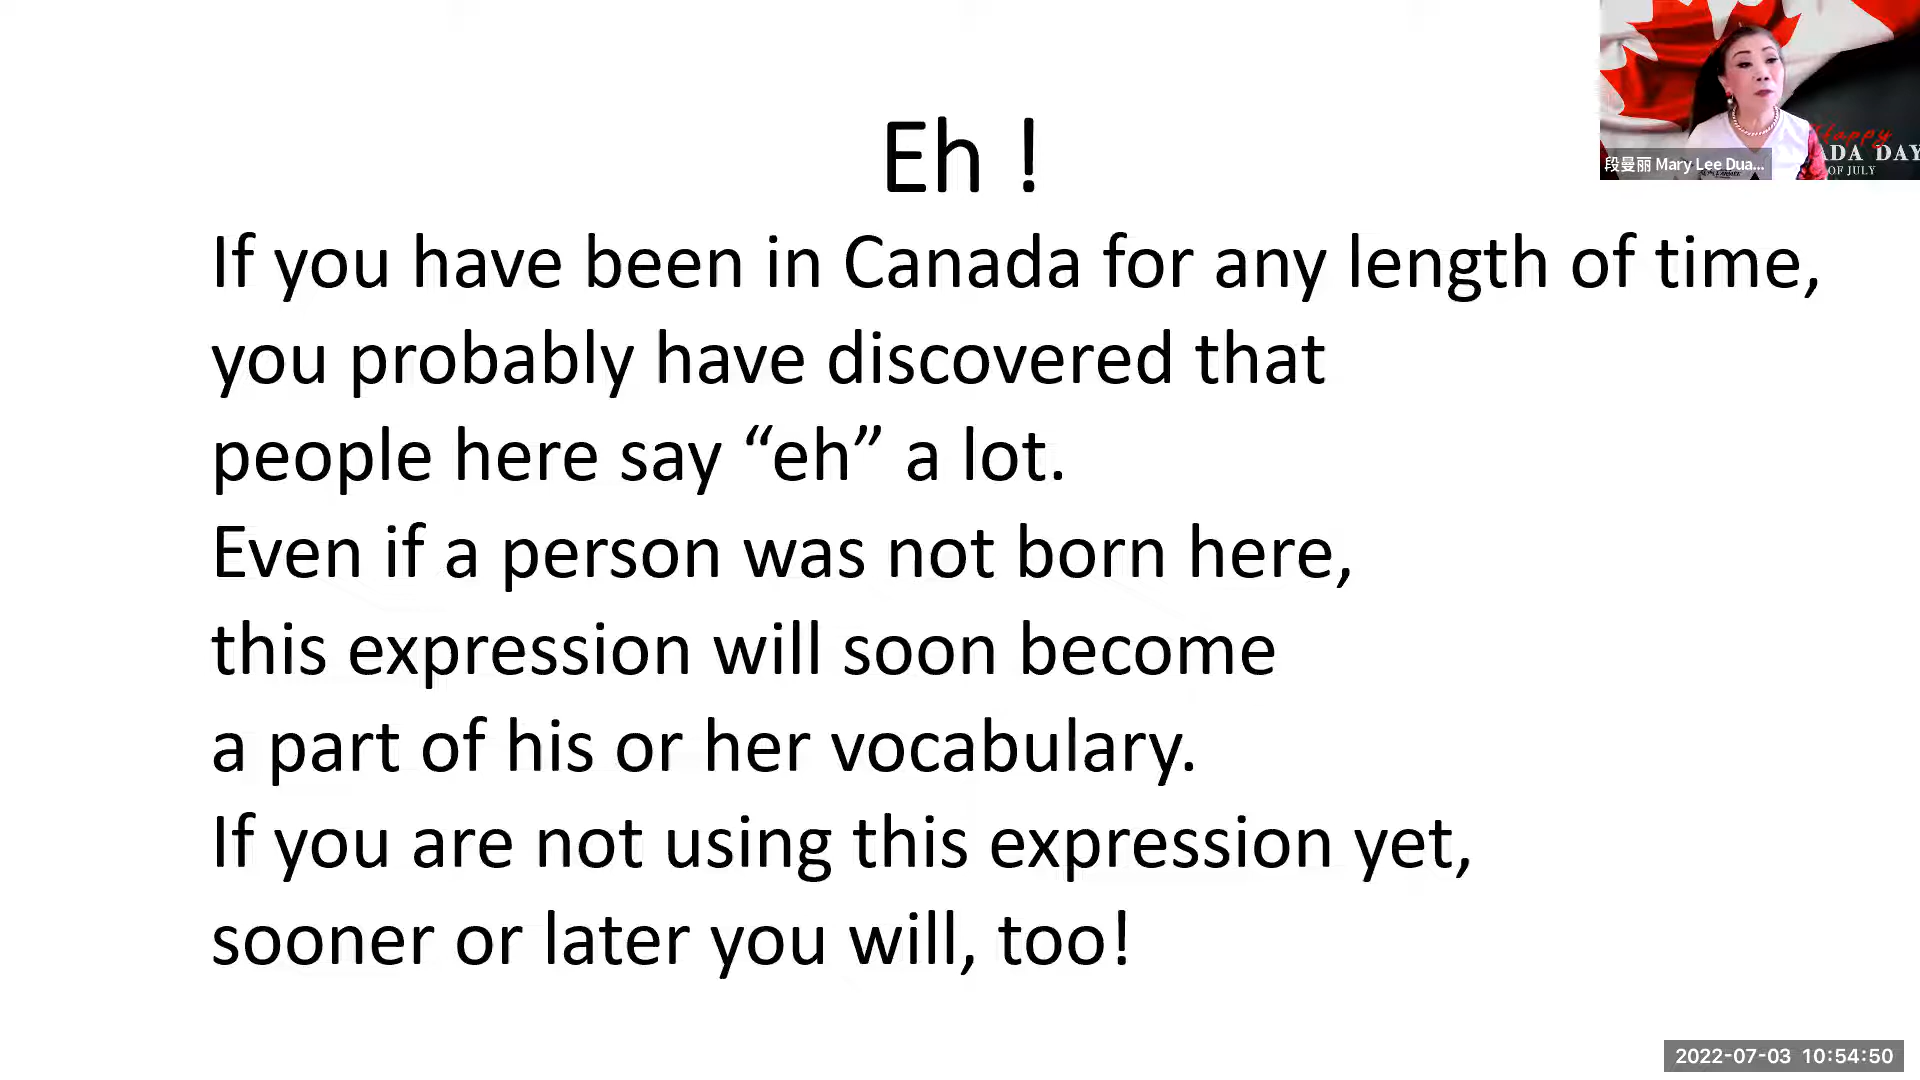 Eh !
If you have been in Canada for any length of time,
you probably have discovered that
people here say “eh” a lot.
Even if a person was not born here,
this expression will soon become
a part of his or her vocabulary.
If you are not using this expression yet,
sooner or later you will, too!
Happy
ADA DAY
OF JULY
段曼丽 Mary Lee Dua...
2022-07-03 10:54:50